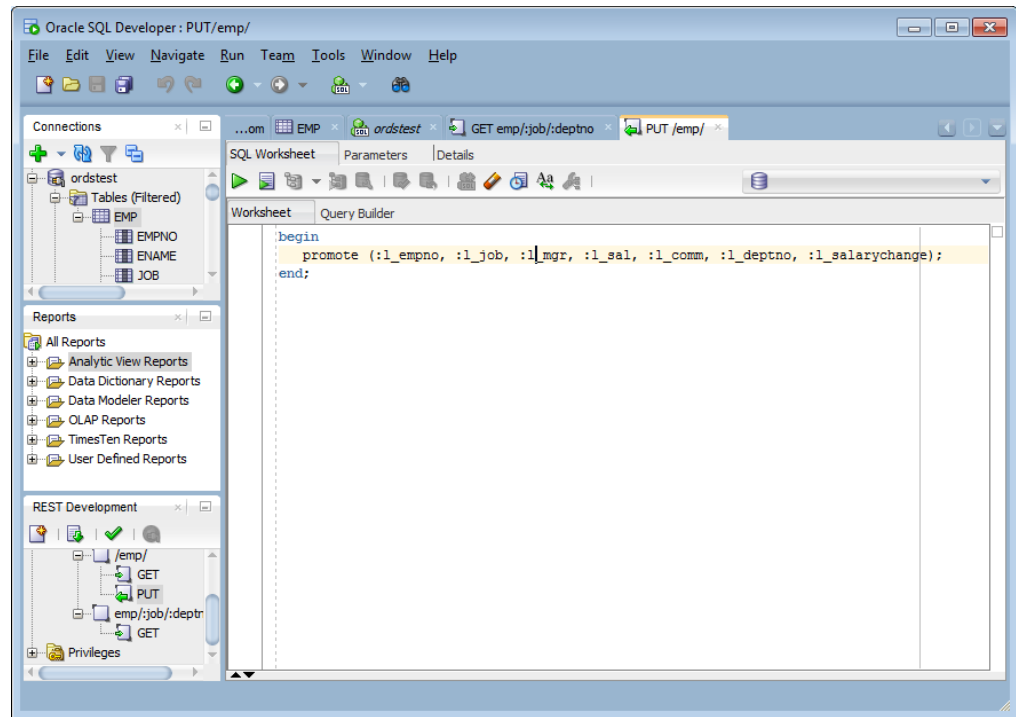 Oracle SQL Developer : PUT/emp/
File Edit View Navigate Run Team Tools Window Help
Connections
ordstest
Tables (Filtered)
EMP
EMPNO
ENAME
JOB
Reports
All Reports
Analytic View Reports
Data Dictionary Reports
Data Modeler Reports
OLAP Reports
TimesTen Reports
User Defined Reports
REST Development
/emp/
GET
PUT
emp/:job/:deptn
GET
Privileges
...om EMP ordstest GET emp/:job/:deptno PUT /emp/
SQL Worksheet Parameters Details
Worksheet Query Builder
begin
promote (:l_empno, :l_job, :l_mgr, :l_sal, :l_comm, :l_deptno, :l_salarychange);
end;